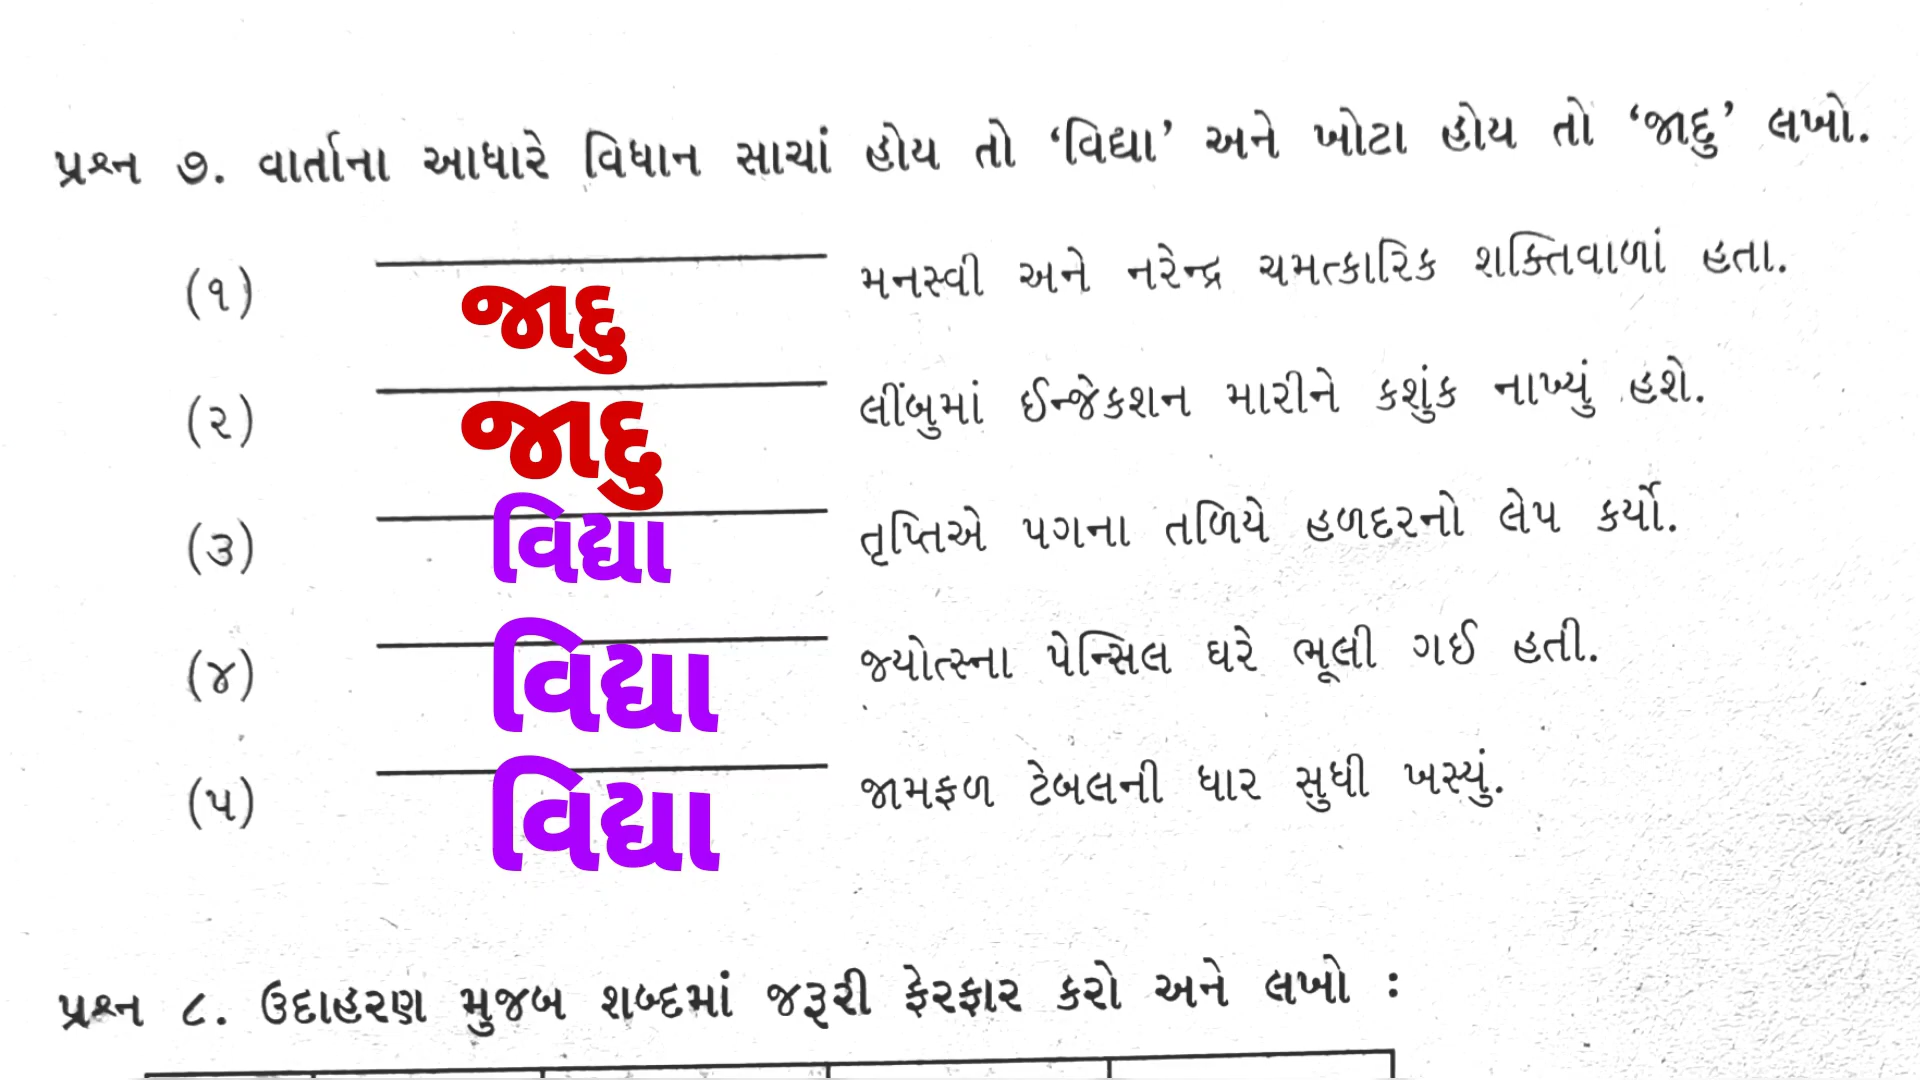 પ્રશ્ન ૭. વાર્તાના આધારે વિધાન સાચાં હોય તો ‘વિદ્યા’ અને ખોટા હોય તો ‘જાદુ’ લખો.
(૧) જાદુ મનસ્વી અને નરેન્દ્ર ચમત્કારિક શક્તિવાળાં હતા.
(૨) જાદુ લીંબુમાં ઈન્જેકશન મારીને કશુંક નાખ્યું હશે.
(૩) વિદ્યા તૃપ્તિએ પગના તળિયે હળદરનો લેપ કર્યો.
(૪) વિદ્યા જ્યોત્સ્ના પેન્સિલ ઘરે ભૂલી ગઈ હતી.
(૫) વિદ્યા જામફળ ટેબલની ધાર સુધી ખસ્યું.
પ્રશ્ન ૮. ઉદાહરણ મુજબ શબ્દમાં જરૂરી ફેરફાર કરો અને લખો :